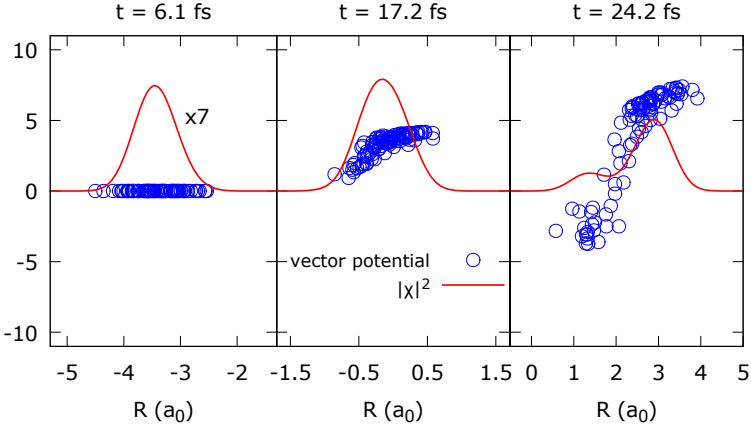 t = 6.1 fs t = 17.2 fs t = 24.2 fs
10
5
0
-5
-10
x7
vector potential
|χ|²
-5 -4 -3 -2 -1.5 -0.5 0.5 1.5 0 1 2 3 4 5
R (a₀) R (a₀) R (a₀)